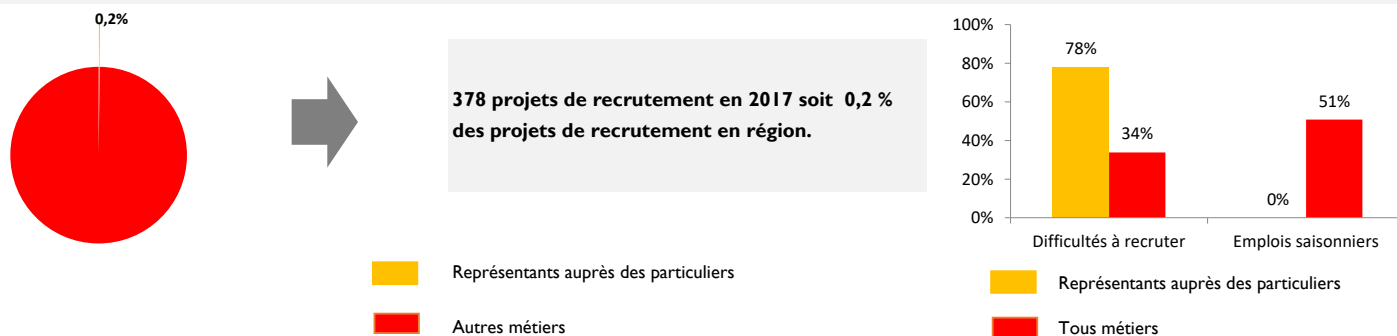 0,2%
378 projets de recrutement en 2017 soit 0,2 %
des projets de recrutement en région.
Représentants auprès des particuliers
Autres métiers
100%
80%
60%
40%
20%
0%
78%
34%
0%
51%
Difficultés à recruter
Emplois saisonniers
Représentants auprès des particuliers
Tous métiers